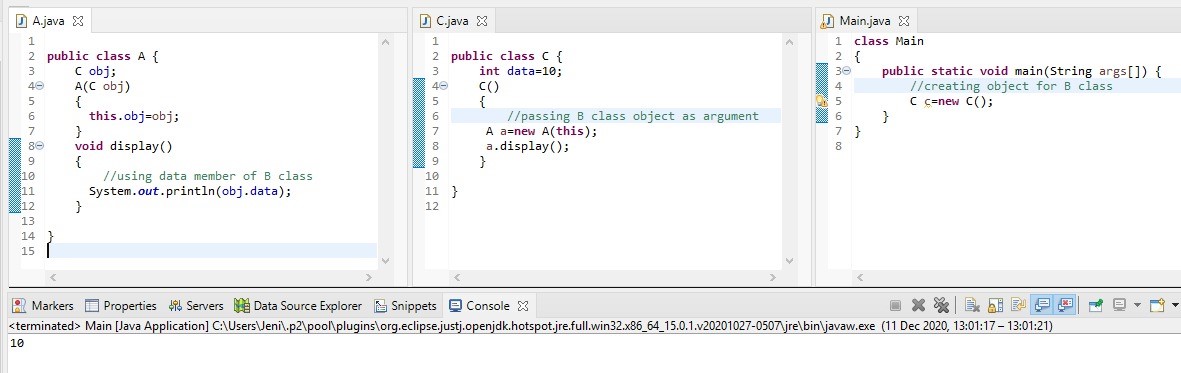 A.java
1
2 public class A {
3 C obj;
4 A(C obj)
5 {
6 this.obj=obj;
7 }
8 void display()
9 {
10 //using data member of B class
11 System.out.println(obj.data);
12 }
13
14 }
15
C.java
1
2 public class C {
3 int data=10;
4 C()
5 {
6 //passing B class object as argument
7 A a=new A(this);
8 a.display();
9 }
10
11 }
12
Main.java
1 class Main
2 {
3 public static void main(String args[]) {
4 //creating object for B class
5 C c=new C();
6 }
7 }
8
Markers Properties Servers Data Source Explorer Snippets Console
<terminated> Main [Java Application] C:\Users\Jeni\.p2\pool\plugins\org.eclipse.justj.openjdk.hotspot.jre.full.win32.x86_64_15.0.1.v20201027-0507\jre\bin\javaw.exe (11 Dec 2020, 13:01:17 – 13:01:21)
10